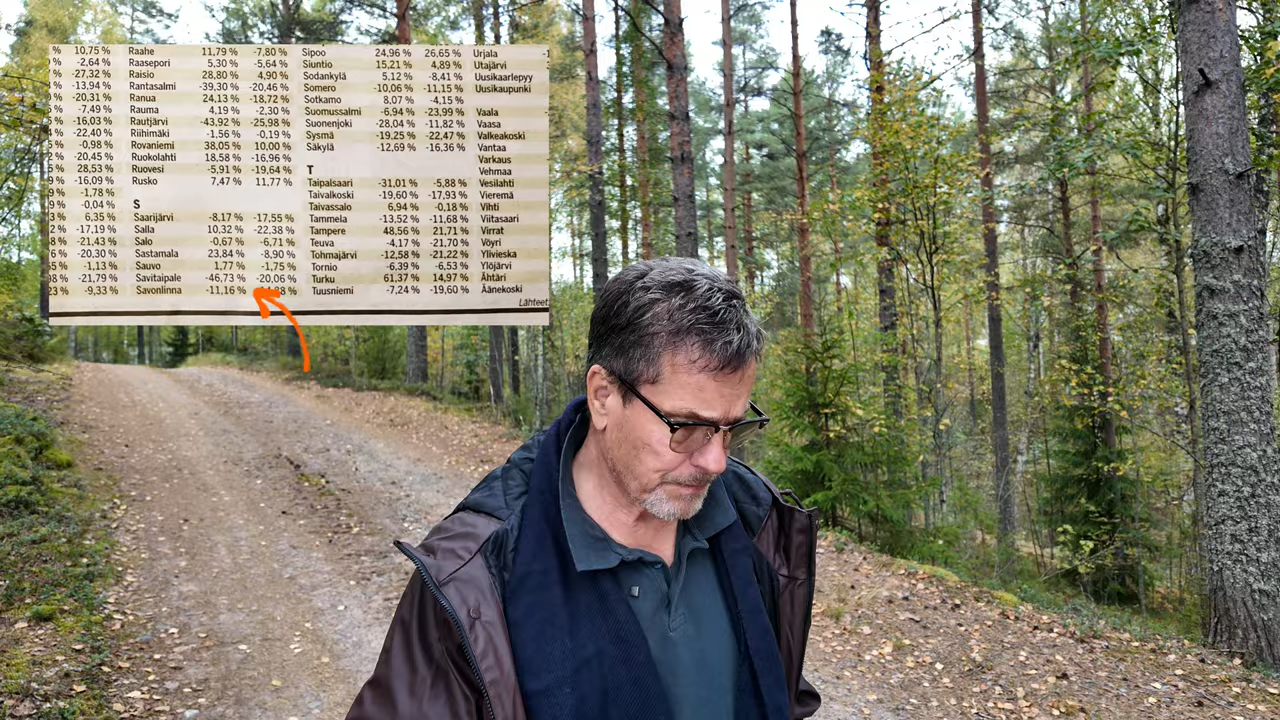 % 10,75 % Raahe 11,79 % -7,80 % Sipoo 24,96 % 26,65 % Urjala
% -2,64 % Raasepori 5,30 % -5,64 % Siuntio 15,21 % 4,89 % Utajärvi
% -27,32 % Raisio 28,80 % 4,90 % Sodankylä 5,12 % -8,41 % Uusikaarlepyy
% -13,94 % Rantasalmi -39,30 % -20,46 % Somero -10,06 % -11,15 % Uusikaupunki
% -20,31 % Ranua 24,13 % -18,72 % Sotkamo 8,07 % -4,15 %
-7,49 % Rauma 4,19 % -2,30 % Suomussalmi -6,94 % -23,99 % Vaala
% -16,03 % Rautjärvi -43,92 % -25,98 % Suonenjoki -28,04 % -11,82 % Vaasa
-22,40 % Riihimäki -1,56 % -0,19 % Sysmä -19,25 % -22,47 % Valkeakoski
% -0,98 % Rovaniemi 38,05 % 10,00 % Säkylä -12,69 % -16,36 % Vantaa
% -20,45 % Ruokolahti 18,58 % -16,96 % Varkaus
28,53 % Ruovesi -5,91 % -19,64 % T Vehmaa
-16,09 % Rusko 7,47 % 11,77 % Taipalsaari -31,01 % -5,88 % Vesilahti
-1,78 % Taivalkoski -19,60 % -17,93 % Vieremä
% -0,04 % S Taivassalo 6,94 % -0,18 % Vihti
3 % 6,35 % Saarijärvi -8,17 % -17,55 % Tammela -13,52 % -11,68 % Viitasaari
2 % -17,19 % Salla 10,32 % -22,38 % Tampere 48,56 % 21,71 % Virrat
8 % -21,43 % Salo -0,67 % -6,71 % Teuva -4,17 % -21,70 % Vöyri
6 % -20,30 % Sastamala 23,84 % -8,90 % Tohmajärvi -12,58 % -21,22 % Ylivieska
5 % -1,13 % Sauvo 1,77 % -1,75 % Tornio -6,39 % -6,53 % Ylöjärvi
8 % -21,79 % Savitaipale -46,73 % -20,06 % Turku 61,37 % 14,97 % Ähtäri
3 % -9,33 % Savonlinna -11,16 % Tuusniemi -7,24 % -19,60 % Äänekoski
Lähteet